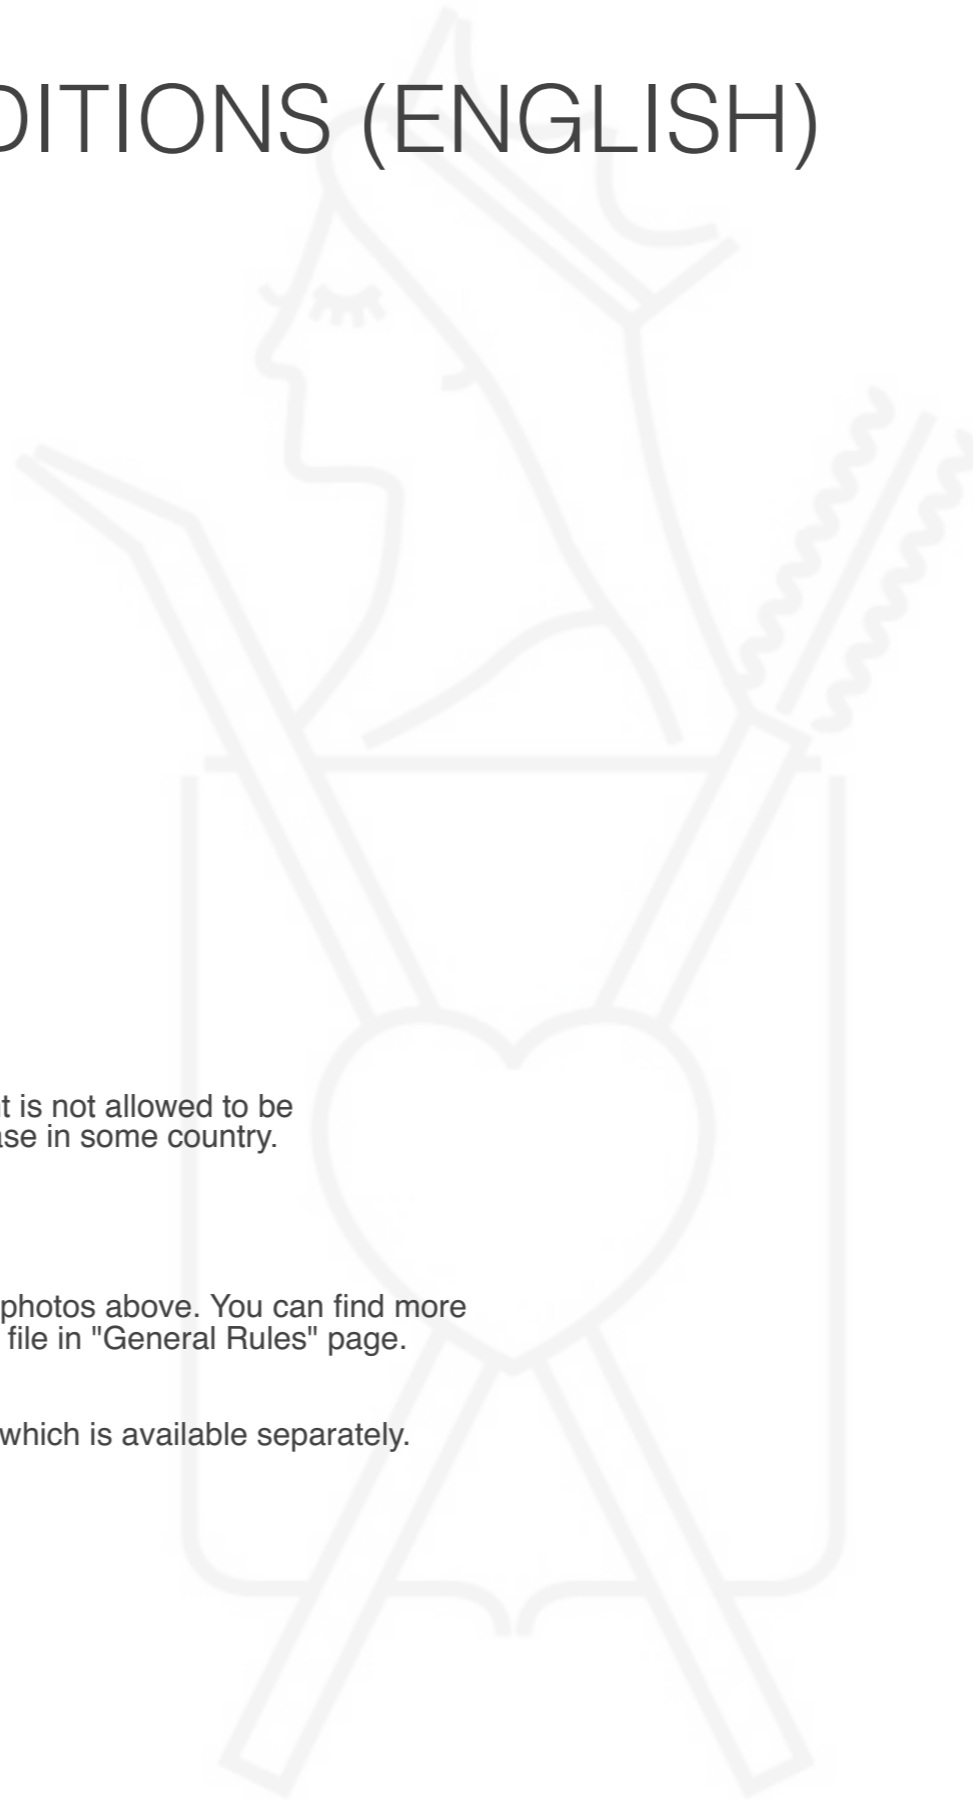 DITIONS (ENGLISH)
t is not allowed to be
se in some country.
photos above. You can find more
file in "General Rules" page.
which is available separately.